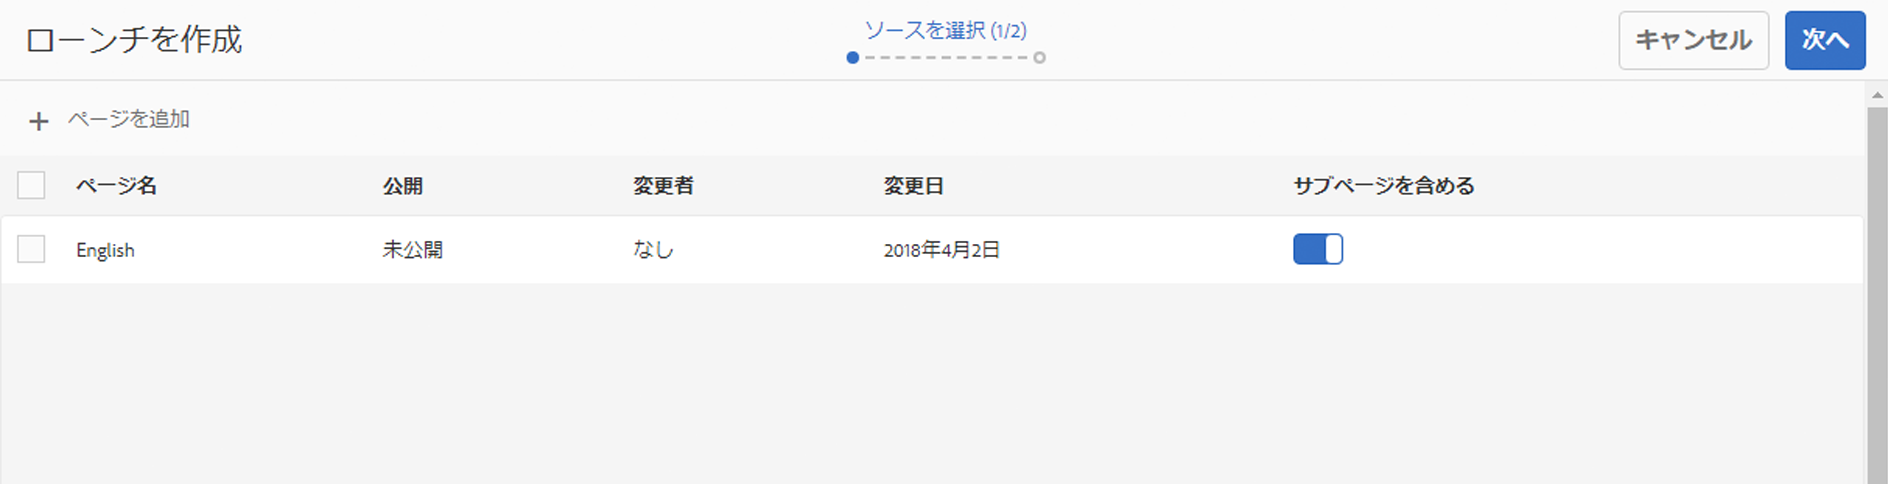 ローンチを作成
ソースを選択 (1/2)
キャンセル
次へ
ページを追加
ページ名 公開 変更者 変更日 サブページを含める
English 未公開 なし 2018年4月2日